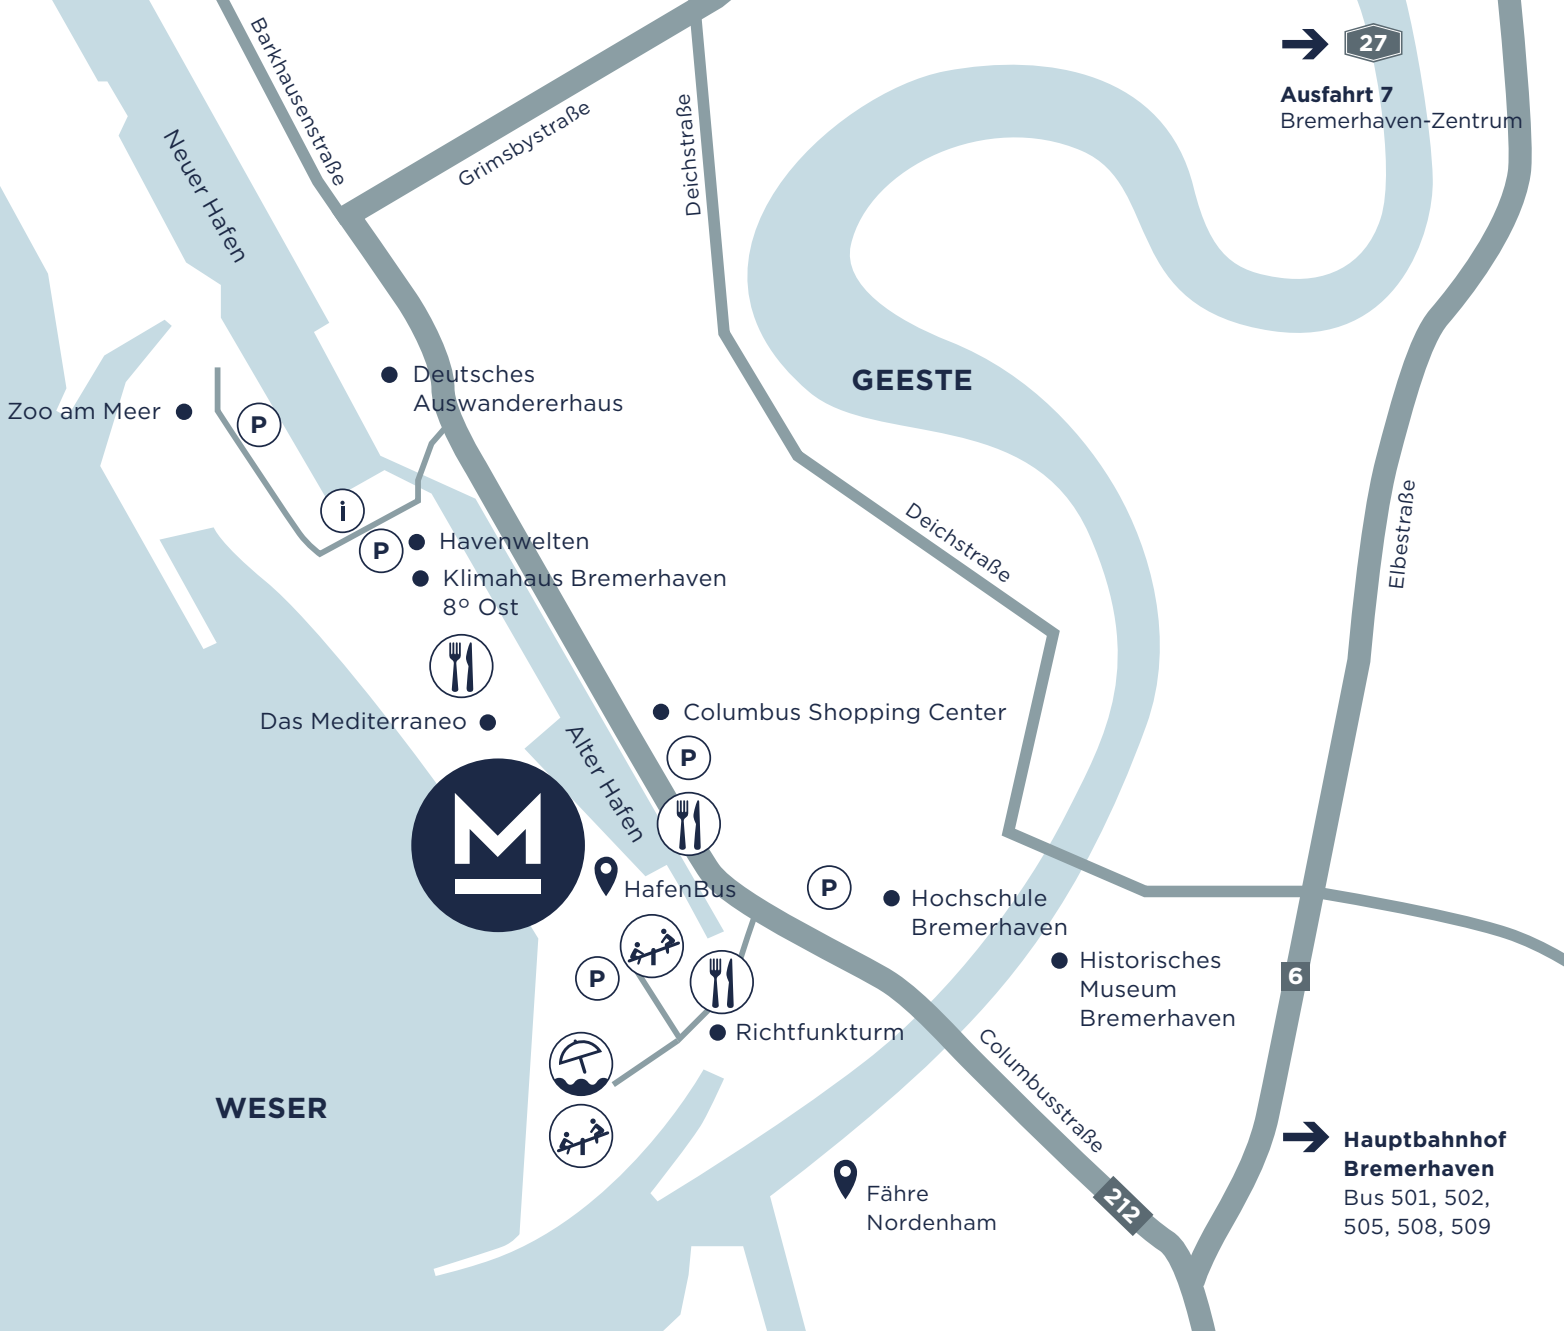 Barkhausenstraße
Grimsbystraße
Deichstraße
27
Ausfahrt 7
Bremerhaven-Zentrum
Neuer Hafen
Deutsches
Auswandererhaus
GEESTE
Zoo am Meer
P
i
P
Havenwelten
Klimahaus Bremerhaven
8° Ost
Deichstraße
Elbestraße
Das Mediterraneo
Columbus Shopping Center
P
Alter Hafen
M
HafenBus
P
Hochschule
Bremerhaven
Historisches
Museum
Bremerhaven
6
P
Richtfunkturm
Columbusstraße
WESER
Hauptbahnhof
Bremerhaven
Bus 501, 502,
505, 508, 509
Fähre
Nordenham
212